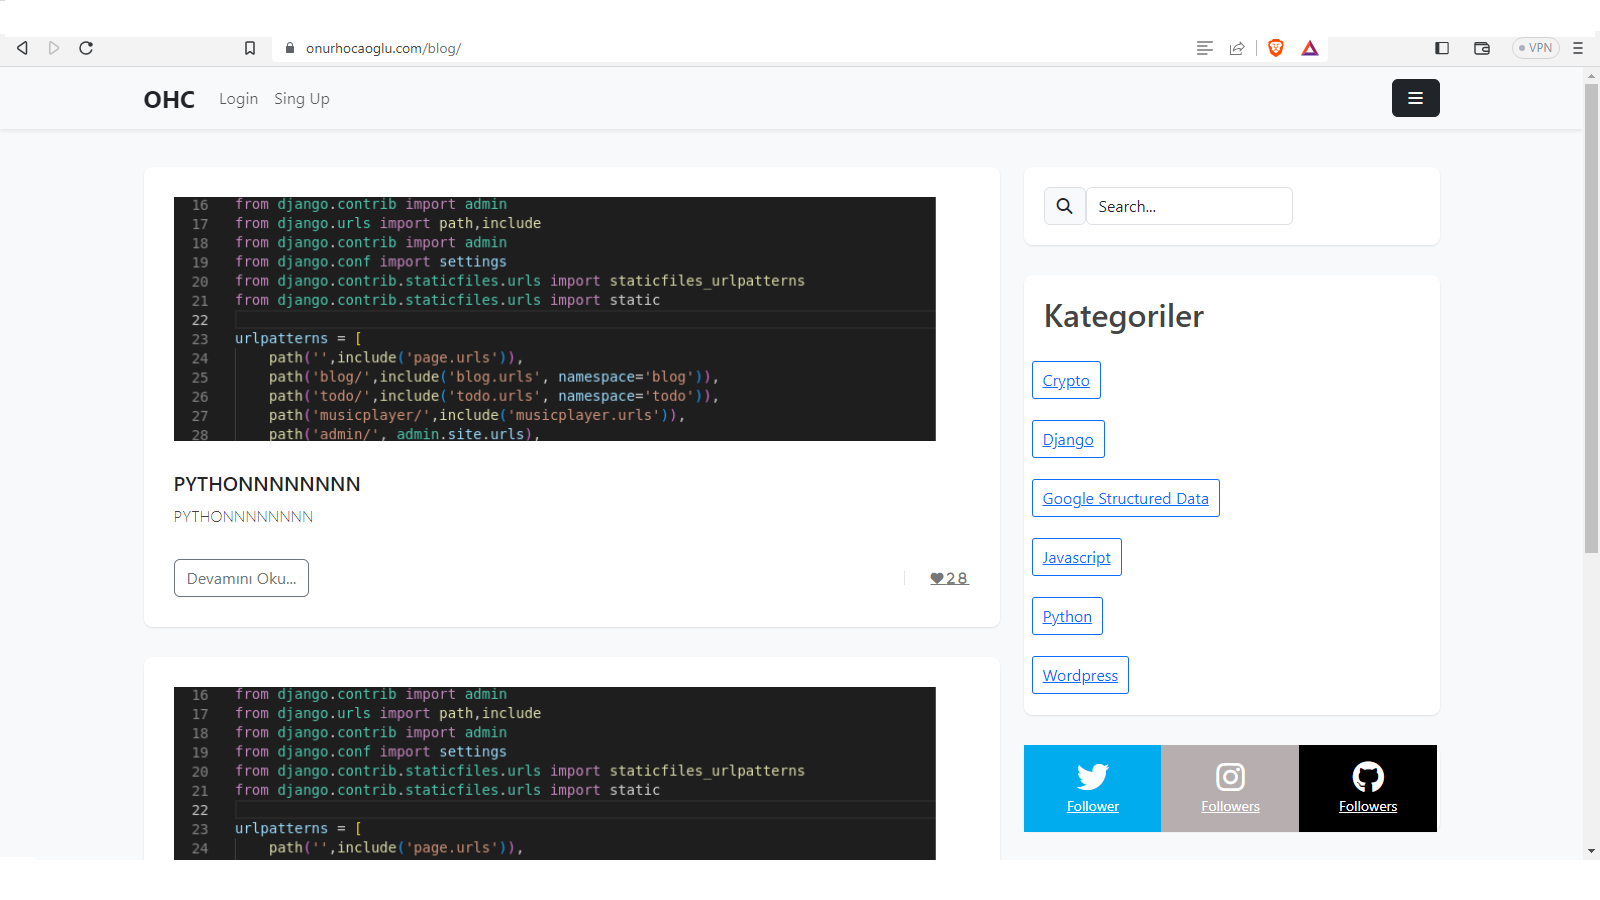 onurhocaoglu.com/blog/
VPN
OHC
Login
Sing Up
16 from django.contrib import admin
17 from django.urls import path,include
18 from django.contrib import admin
19 from django.conf import settings
20 from django.contrib.staticfiles.urls import staticfiles_urlpatterns
21 from django.contrib.staticfiles.urls import static
22
23 urlpatterns = [
24 path('',include('page.urls')),
25 path('blog/',include('blog.urls', namespace='blog')),
26 path('todo/',include('todo.urls', namespace='todo')),
27 path('musicplayer/',include('musicplayer.urls')),
28 path('admin/', admin.site.urls),
PYTHONNNNNNNN
PYTHONNNNNNNN
Devamını Oku...
28
16 from django.contrib import admin
17 from django.urls import path,include
18 from django.contrib import admin
19 from django.conf import settings
20 from django.contrib.staticfiles.urls import staticfiles_urlpatterns
21 from django.contrib.staticfiles.urls import static
22
23 urlpatterns = [
24 path('',include('page.urls')),
Search...
Kategoriler
Crypto
Django
Google Structured Data
Javascript
Python
Wordpress
Follower
Followers
Followers